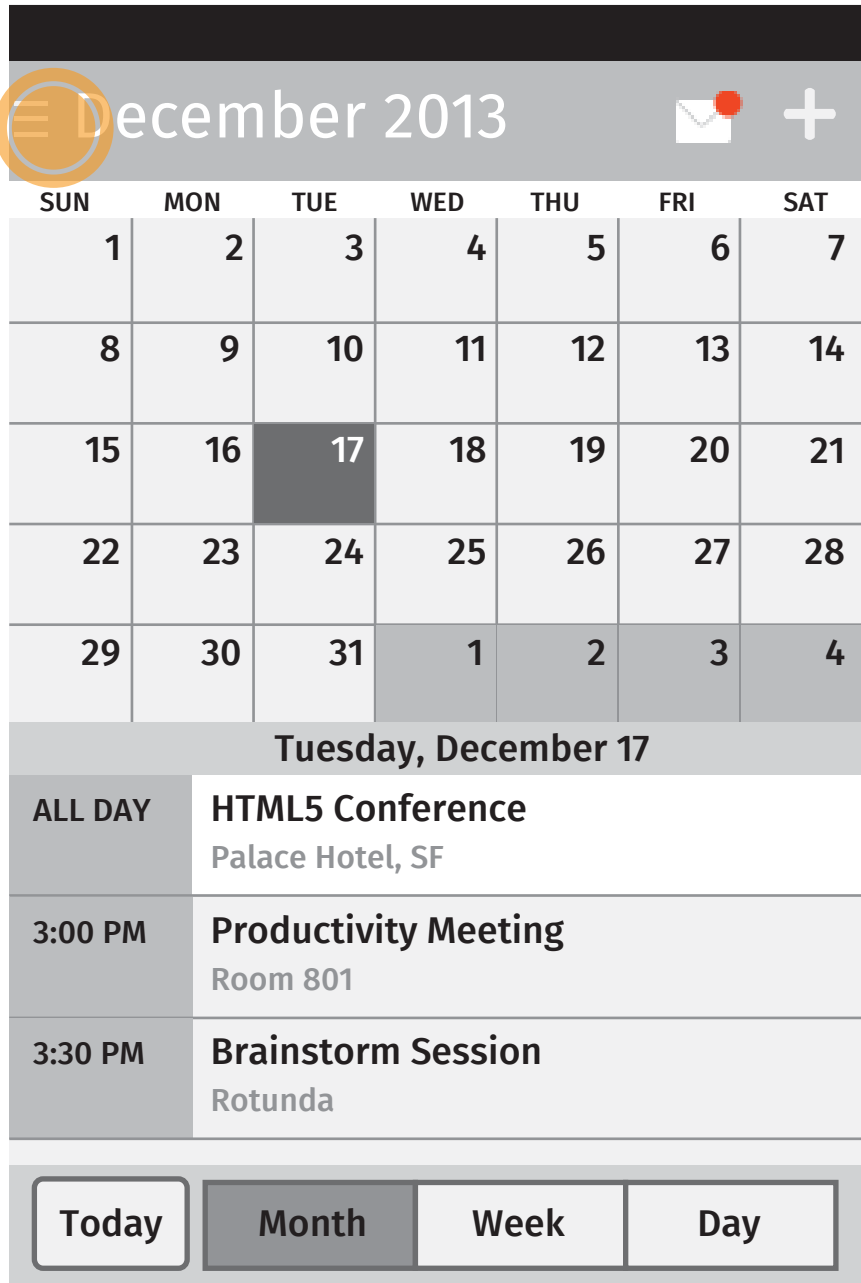 December 2013
SUN MON TUE WED THU FRI SAT
1 2 3 4 5 6 7
8 9 10 11 12 13 14
15 16 17 18 19 20 21
22 23 24 25 26 27 28
29 30 31 1 2 3 4
Tuesday, December 17
ALL DAY HTML5 Conference
Palace Hotel, SF
3:00 PM Productivity Meeting
Room 801
3:30 PM Brainstorm Session
Rotunda
Today Month Week Day